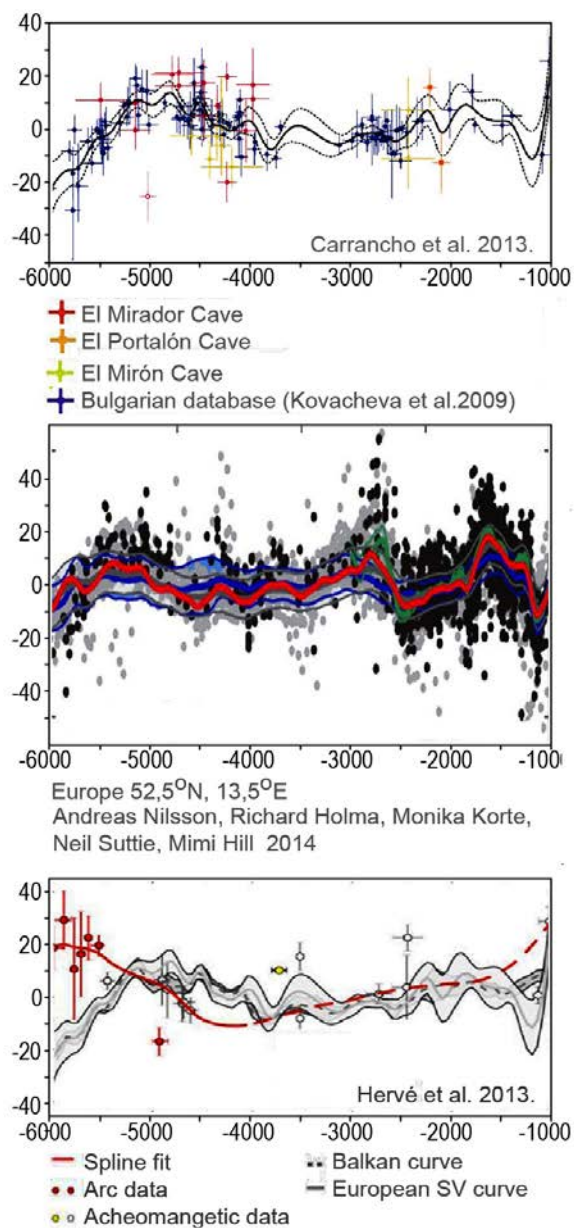 40
20
0
-20
-40
Carrancho et al. 2013.
-6000 -5000 -4000 -3000 -2000 -1000
El Mirador Cave
El Portalón Cave
El Mirón Cave
Bulgarian database (Kovacheva et al.2009)
40
20
0
-20
-40
-6000 -5000 -4000 -3000 -2000 -1000
Europe 52,5ᴼN, 13,5ᴼE
Andreas Nilsson, Richard Holma, Monika Korte,
Neil Suttie, Mimi Hill 2014
40
20
0
-20
-40
Hervé et al. 2013.
-6000 -5000 -4000 -3000 -2000 -1000
Spline fit
Balkan curve
Arc data
European SV curve
Acheomangetic data